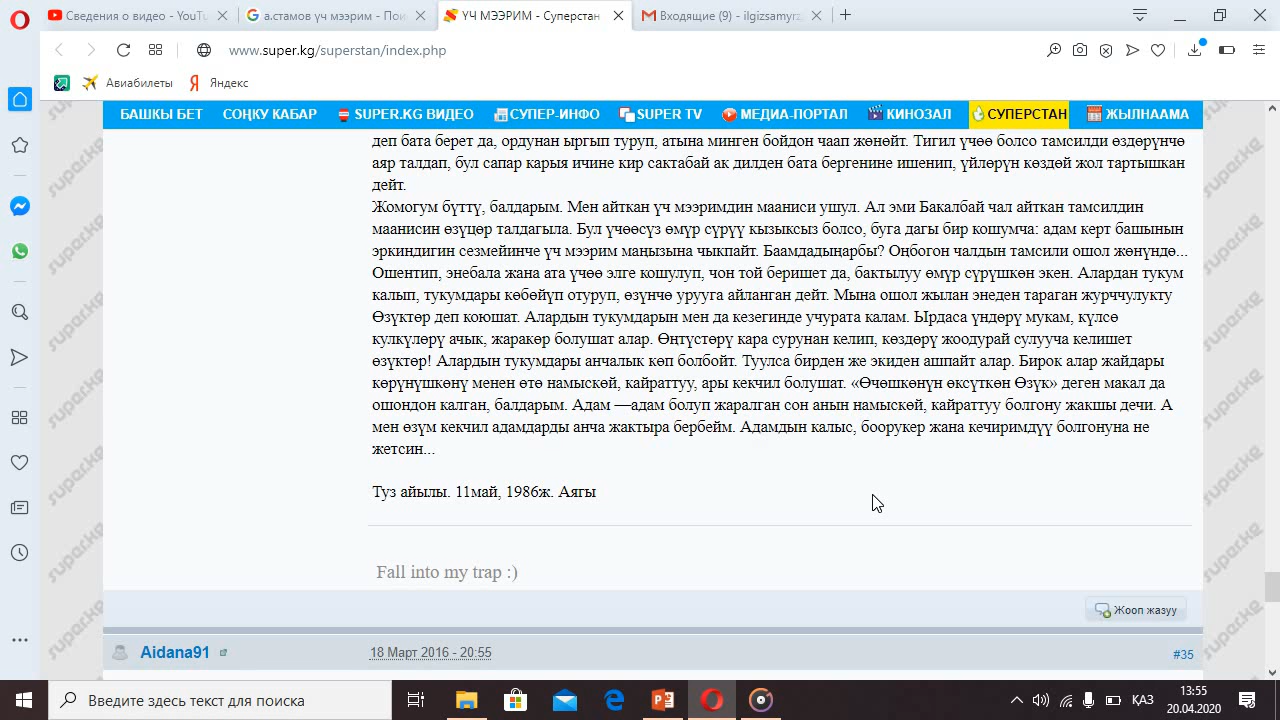 Сведения о видео - YouTu
а.стамов үч мээрим - Пои
ҮЧ МЭЭРИМ - Суперстан
Входящие (9) - ilgizsamyrz
www.super.kg/superstan/index.php
Авиабилеты
Яндекс
БАШКЫ БЕТ СОҢКУ КАБАР SUPER.KG ВИДЕО СУПЕР-ИНФО SUPER TV МЕДИА-ПОРТАЛ КИНОЗАЛ СУПЕРСТАН ЖЫЛНААМА
деп бата берет да, ордунан ыргып туруп, атына минген бойдон чаап жөнөйт. Тигил үчөө болсо тамсилди өздөрүнчө
аяр талдап, бул сапар карыя ичине кир сактабай ак дилден бата бергенине ишенип, үйлөрүн көздөй жол тартышкан
дейт.
Жомогум бүттү, балдарым. Мен айткан үч мээримдин мааниси ушул. Ал эми Бакалбай чал айткан тамсилдин
маанисин өзүңөр талдагыла. Бул үчөөсүз өмүр сүрүү кызыксыз болсо, буга дагы бир кошумча: адам керт башынын
эркиндигин сезмейинче үч мээрим маңызына чыкпайт. Баамдадыңарбы? Оңбогон чалдын тамсили ошол жөнүндө...
Ошентип, энебала жана ата үчөө элге кошулуп, чон той беришет да, бактылуу өмүр сүрүшкөн экен. Алардан тукум
калып, тукумдары көбөйүп отуруп, өзүнчө урууга айланган дейт. Мына ошол жылан энеден тараган журччулукту
Өзүктөр деп коюшат. Алардын тукумдарын мен да кезегинде учурата калам. Ырдаса үндөрү мукам, күлсө
кулкүлөрү ачык, жаракөр болушат алар. Өңтүстөрү кара сурунан келип, көздөрү жоодурай сулууча келишет
өзүктөр! Алардын тукумдары анчалык көп болбойт. Туулса бирден же экиден ашпайт алар. Бирок алар жайдары
көрүнүшкөнү менен өтө намыскөй, кайраттуу, ары кекчил болушат. «Өчөшкөнүн өксүткөн Өзүк» деген макал да
ошондон калган, балдарым. Адам —адам болуп жаралган сон анын намыскөй, кайраттуу болгону жакшы дечи. А
мен өзүм кекчил адамдарды анча жактыра бербейм. Адамдын калыс, боорукер жана кечиримдүү болгонуна не
жетсин...
Туз айылы. 11май, 1986ж. Аягы
Fall into my trap :)
Жооп жазуу
Aidana91
18 Март 2016 - 20:55
#35
Введите здесь текст для поиска
ҚАЗ
13:55
20.04.2020
super.kg